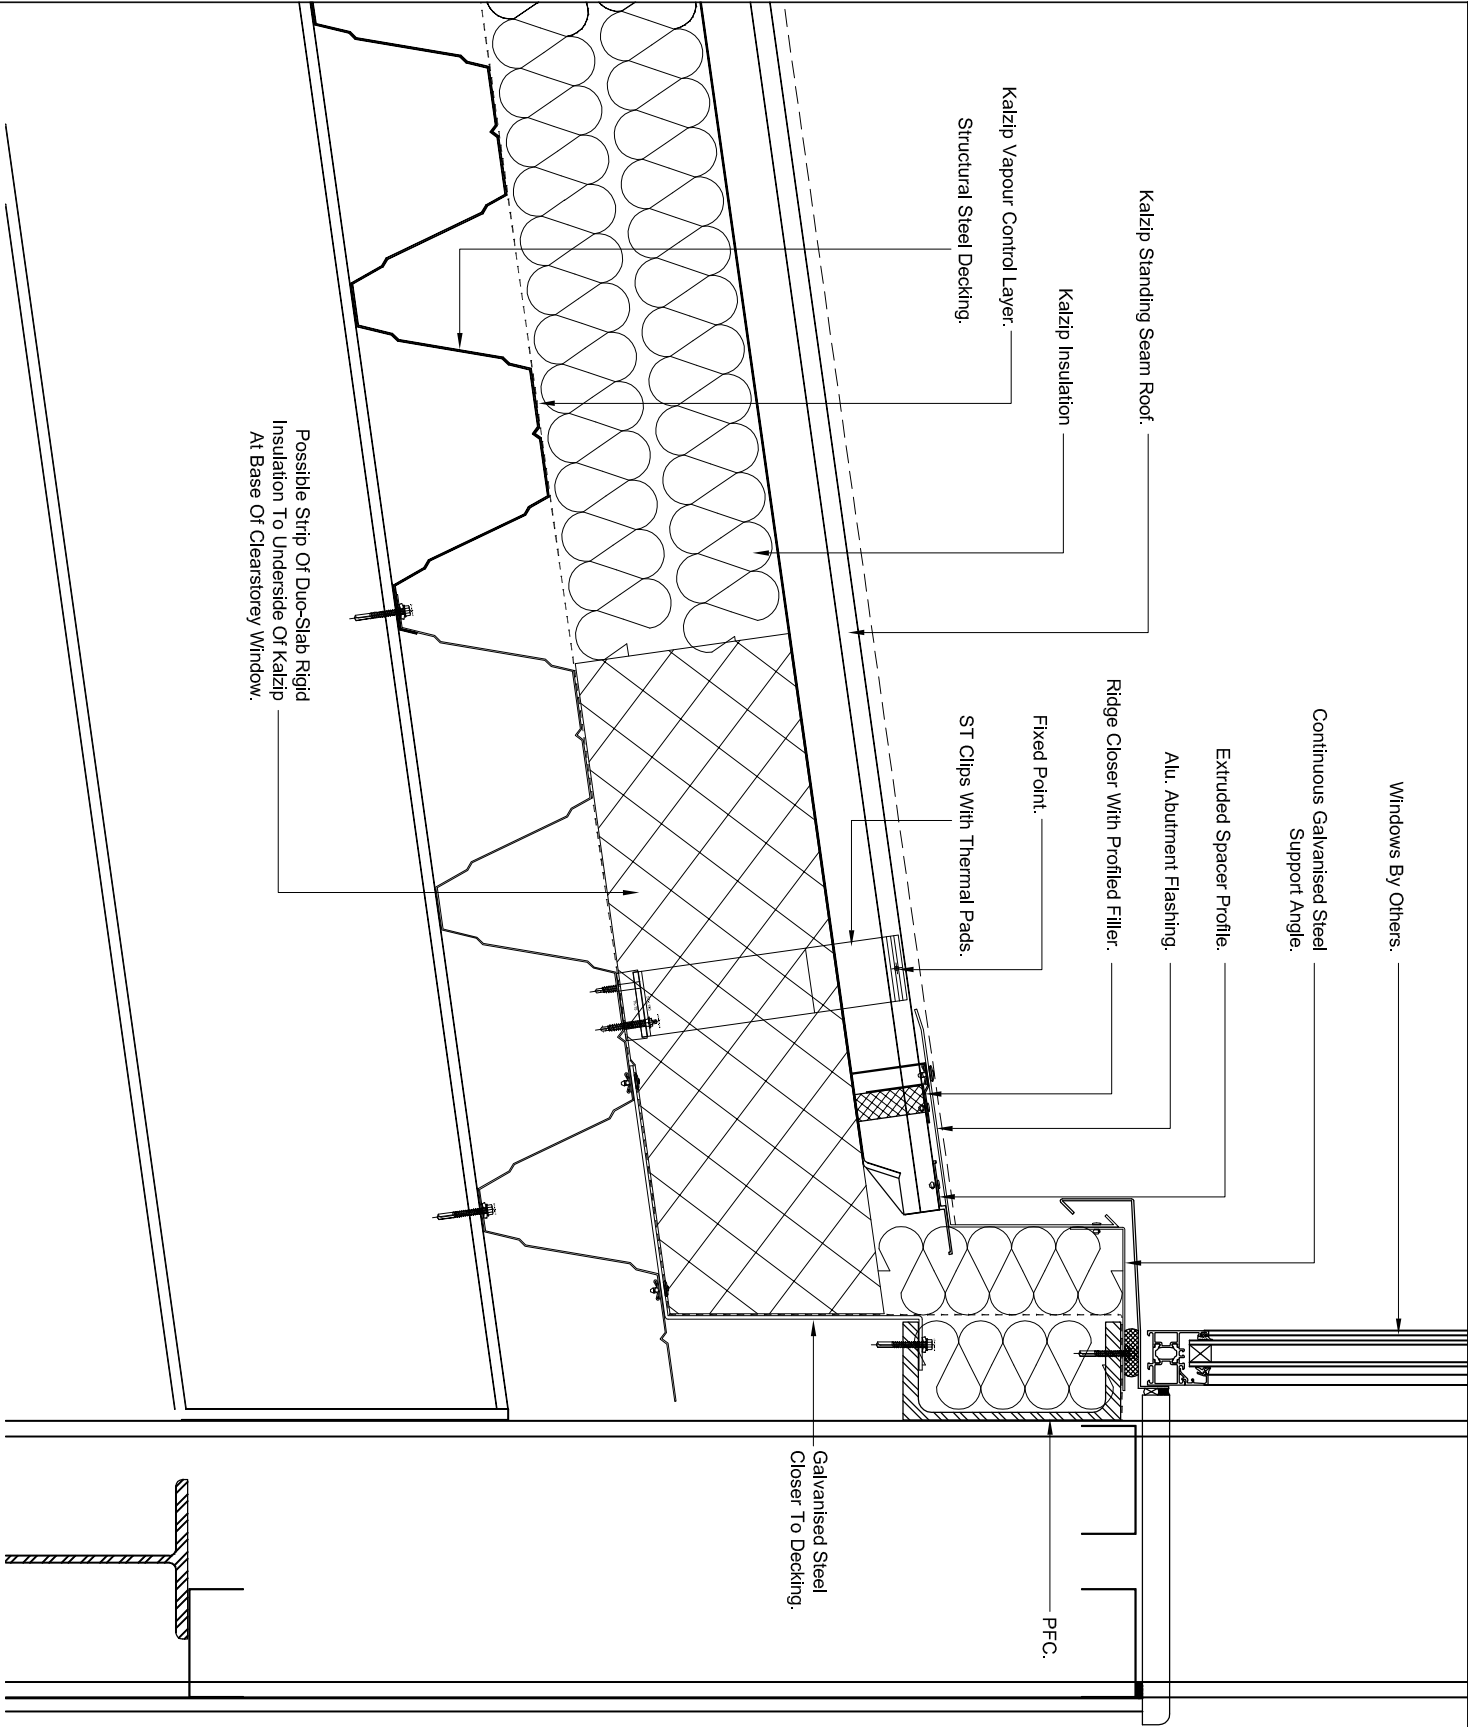 Windows By Others.
Continuous Galvanised Steel
Support Angle.
Extruded Spacer Profile.
Alu. Abutment Flashing.
Ridge Closer With Profiled Filler.
Fixed Point.
ST Clips With Thermal Pads.
Kalzip Standing Seam Roof.
Kalzip Insulation
Kalzip Vapour Control Layer.
Structural Steel Decking.
Possible Strip Of Duo-Slab Rigid
Insulation To Underside Of Kalzip
At Base Of Clearstorey Window.
PFC.
Galvanised Steel
Closer To Decking.